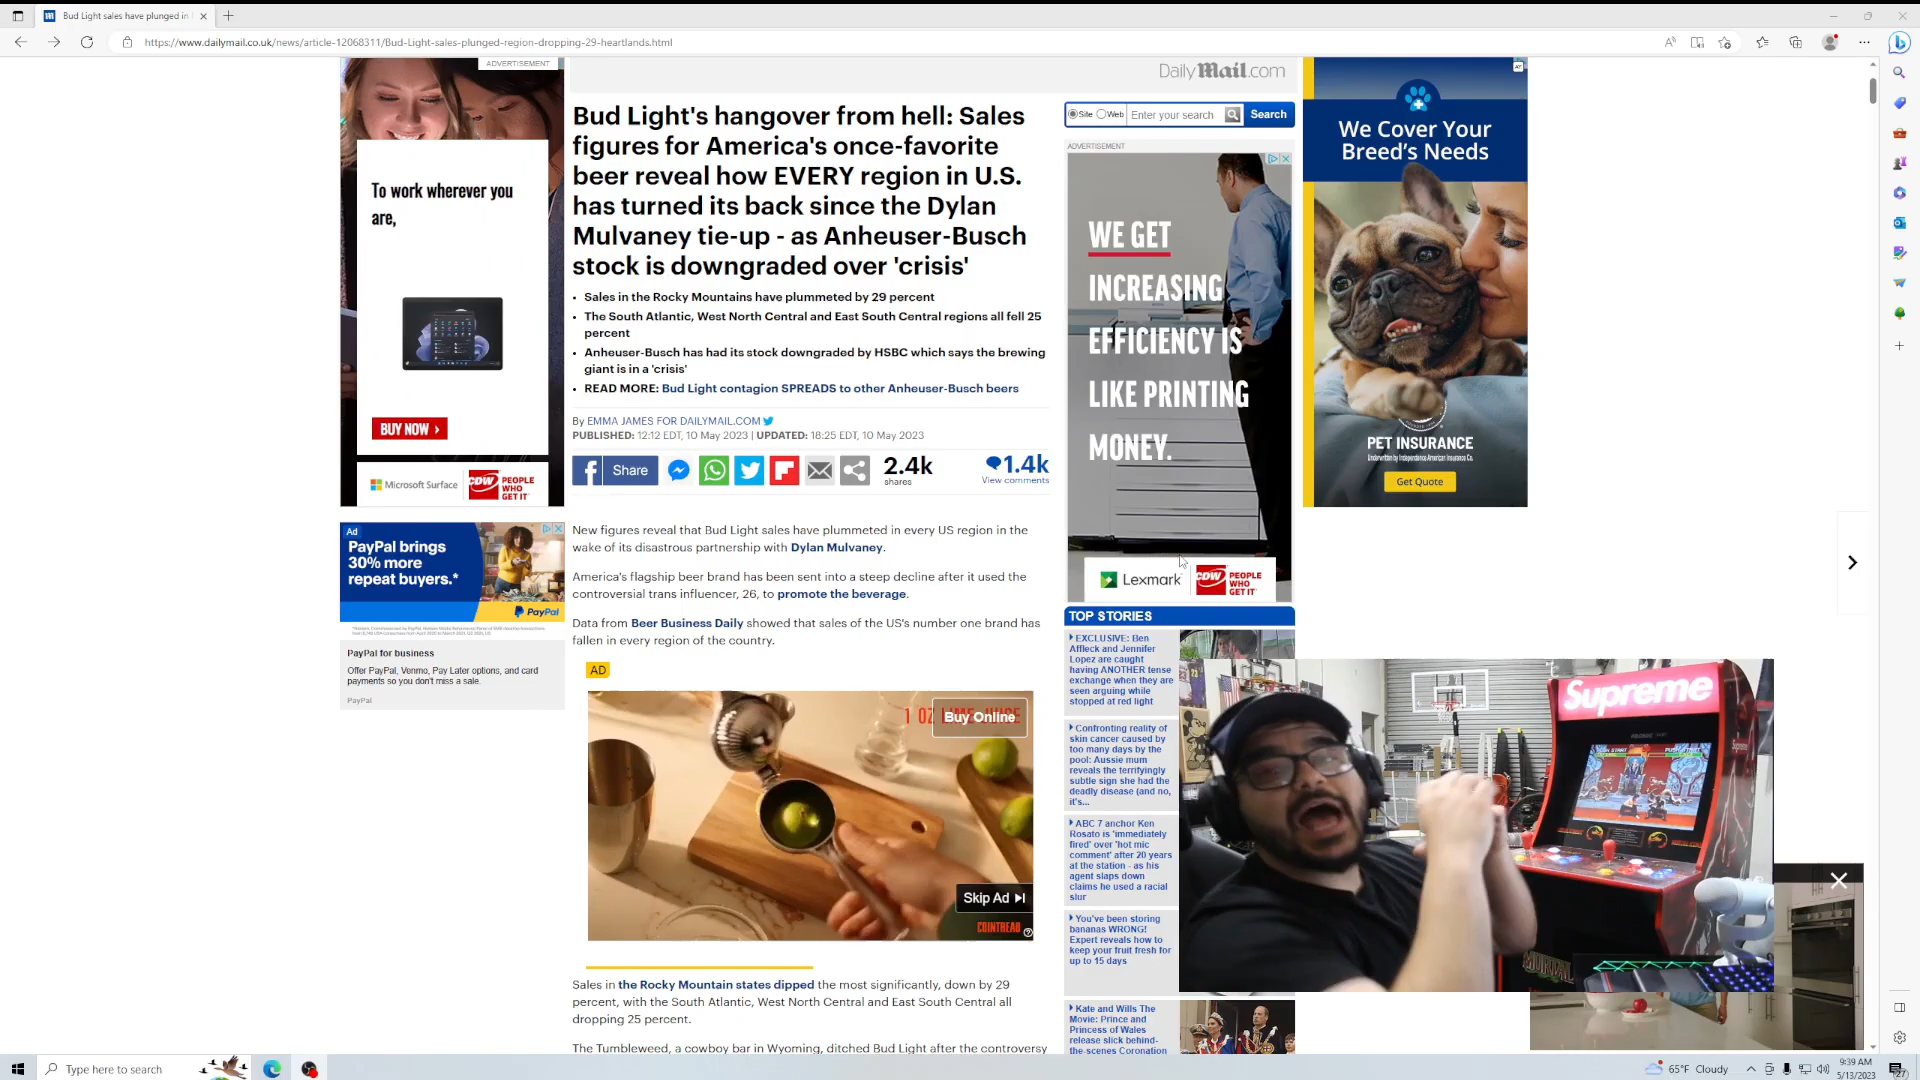 Bud Light sales have plunged in
https://www.dailymail.co.uk/news/article-12068311/Bud-Light-sales-plunged-region-dropping-29-heartlands.html
ADVERTISEMENT
To work wherever you
are,
BUY NOW >
Microsoft Surface
CDW PEOPLE
WHO
GET IT
Ad
PayPal brings
30% more
repeat buyers.*
PayPal
PayPal for business
Offer PayPal, Venmo, Pay Later options, and card
payments so you don't miss a sale.
PayPal
Daily Mail.com
Bud Light's hangover from hell: Sales
figures for America's once-favorite
beer reveal how EVERY region in U.S.
has turned its back since the Dylan
Mulvaney tie-up - as Anheuser-Busch
stock is downgraded over 'crisis'
• Sales in the Rocky Mountains have plummeted by 29 percent
• The South Atlantic, West North Central and East South Central regions all fell 25
percent
• Anheuser-Busch has had its stock downgraded by HSBC which says the brewing
giant is in a 'crisis'
• READ MORE: Bud Light contagion SPREADS to other Anheuser-Busch beers
By EMMA JAMES FOR DAILYMAIL.COM
PUBLISHED: 12:12 EDT, 10 May 2023 | UPDATED: 18:25 EDT, 10 May 2023
Share
2.4k
shares
1.4k
View comments
New figures reveal that Bud Light sales have plummeted in every US region in the
wake of its disastrous partnership with Dylan Mulvaney.
America's flagship beer brand has been sent into a steep decline after it used the
controversial trans influencer, 26, to promote the beverage.
Data from Beer Business Daily showed that sales of the US's number one brand has
fallen in every region of the country.
AD
1 OZ LIME JUICE
Buy Online
Skip Ad
COINTREAU
Sales in the Rocky Mountain states dipped the most significantly, down by 29
percent, with the South Atlantic, West North Central and East South Central all
dropping 25 percent.
The Tumbleweed, a cowboy bar in Wyoming, ditched Bud Light after the controversy
Site Web Enter your search Search
ADVERTISEMENT
WE GET
INCREASING
EFFICIENCY IS
LIKE PRINTING
MONEY.
Lexmark
CDW PEOPLE
WHO
GET IT
TOP STORIES
EXCLUSIVE: Ben
Affleck and Jennifer
Lopez are caught
having ANOTHER tense
exchange when they are
seen arguing while
stopped at red light
Confronting reality of
skin cancer caused by
too many days by the
pool: Aussie mum
reveals the terrifyingly
subtle sign she had the
deadly disease (and no,
it's...
ABC 7 anchor Ken
Rosato is 'immediately
fired' over 'hot mic
comment' after 20 years
at the station - as his
agent slaps down
claims he used a racial
slur
You've been storing
bananas WRONG!
Expert reveals how to
keep your fruit fresh for
up to 15 days
Kate and Wills The
Movie: Prince and
Princess of Wales
release slick behind-
the-scenes Coronation
We Cover Your
Breed's Needs
PET INSURANCE
Underwritten by Independence American Insurance Co.
Get Quote
Supreme
Type here to search
65°F Cloudy
9:39 AM
5/13/2023